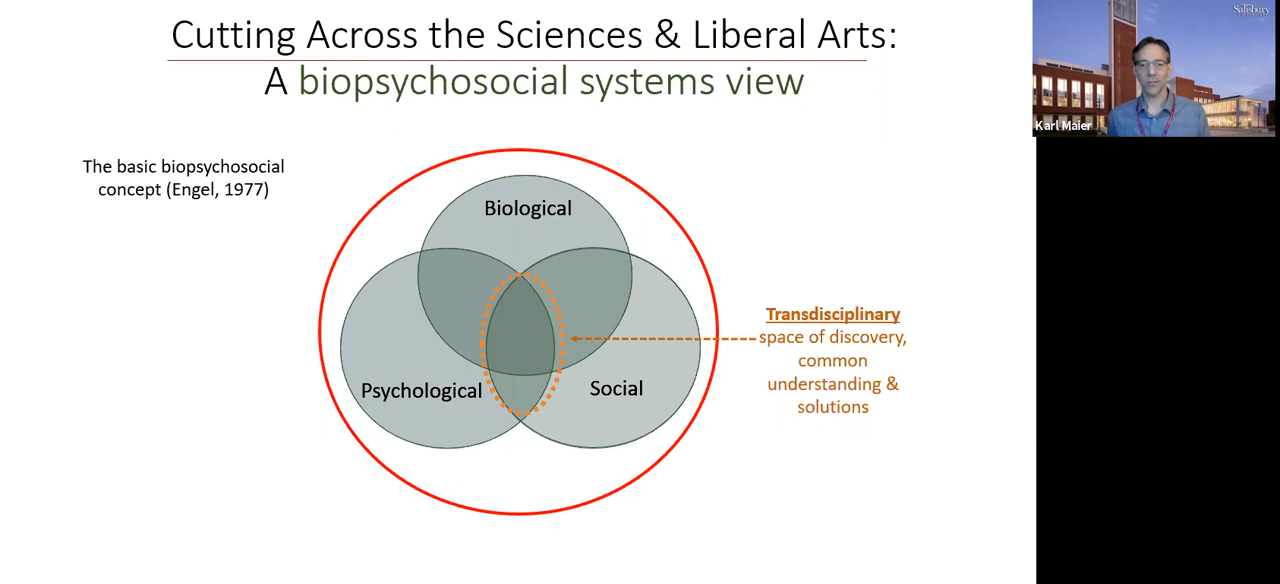 Cutting Across the Sciences & Liberal Arts:
A biopsychosocial systems view
The basic biopsychosocial
concept (Engel, 1977)
Biological
Psychological
Social
Transdisciplinary
space of discovery,
common
understanding &
solutions
Salisbury
Karl Maier